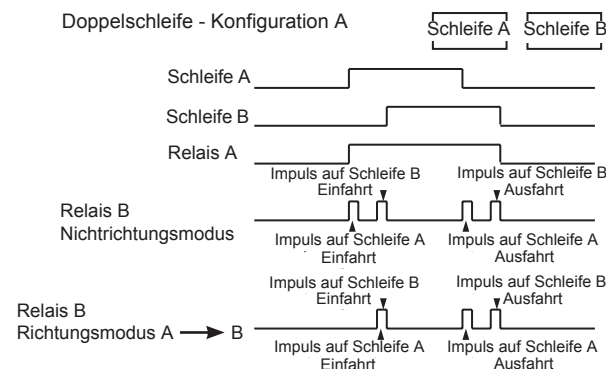 Doppelschleife - Konfiguration A
Schleife A
Schleife B
Schleife A
Schleife B
Relais A
Impuls auf Schleife B
Einfahrt
Impuls auf Schleife B
Ausfahrt
Relais B
Nichtrichtungsmodus
Impuls auf Schleife A
Einfahrt
Impuls auf Schleife A
Ausfahrt
Impuls auf Schleife B
Einfahrt
Impuls auf Schleife B
Ausfahrt
Relais B
Richtungsmodus A B
Impuls auf Schleife A
Einfahrt
Impuls auf Schleife A
Ausfahrt